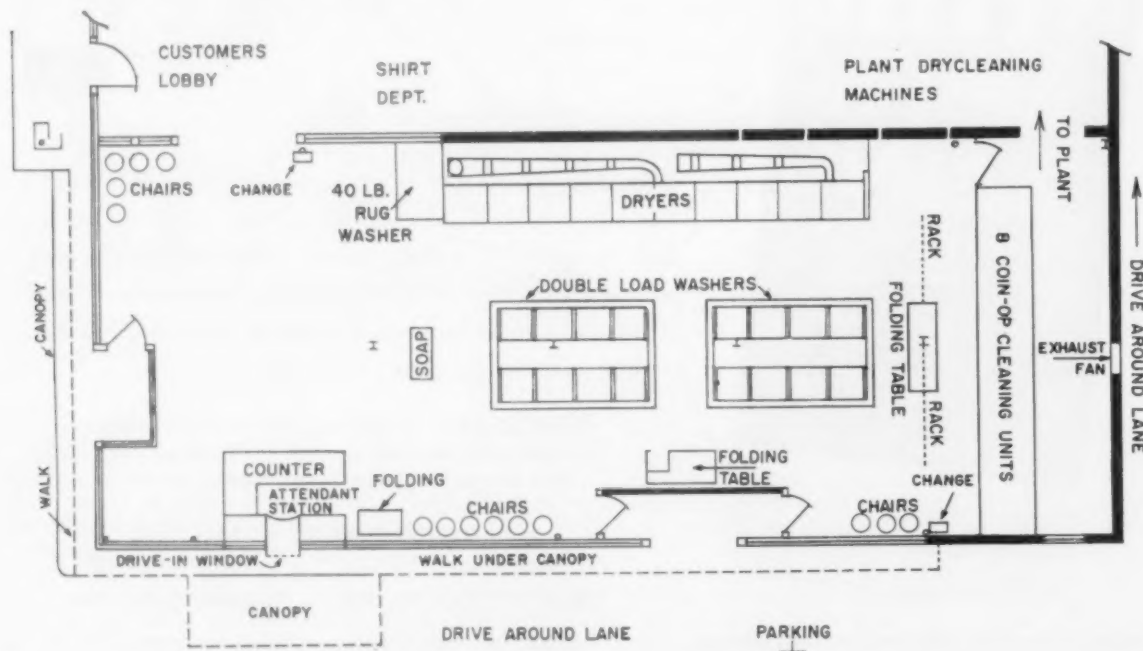 CUSTOMERS
LOBBY
SHIRT
DEPT.
PLANT DRYCLEANING
MACHINES
TO PLANT
CHAIRS
CHANGE
40 LB.
RUG
WASHER
DRYERS
RACK
8 COIN-OP CLEANING UNITS
DRIVE AROUND LANE
CANOPY
DOUBLE LOAD WASHERS
FOLDING TABLE
SOAP
EXHAUST
FAN
RACK
WALK
COUNTER
ATTENDANT
STATION
FOLDING
CHAIRS
FOLDING
TABLE
CHAIRS
CHANGE
DRIVE-IN WINDOW
WALK UNDER CANOPY
CANOPY
DRIVE AROUND LANE
PARKING